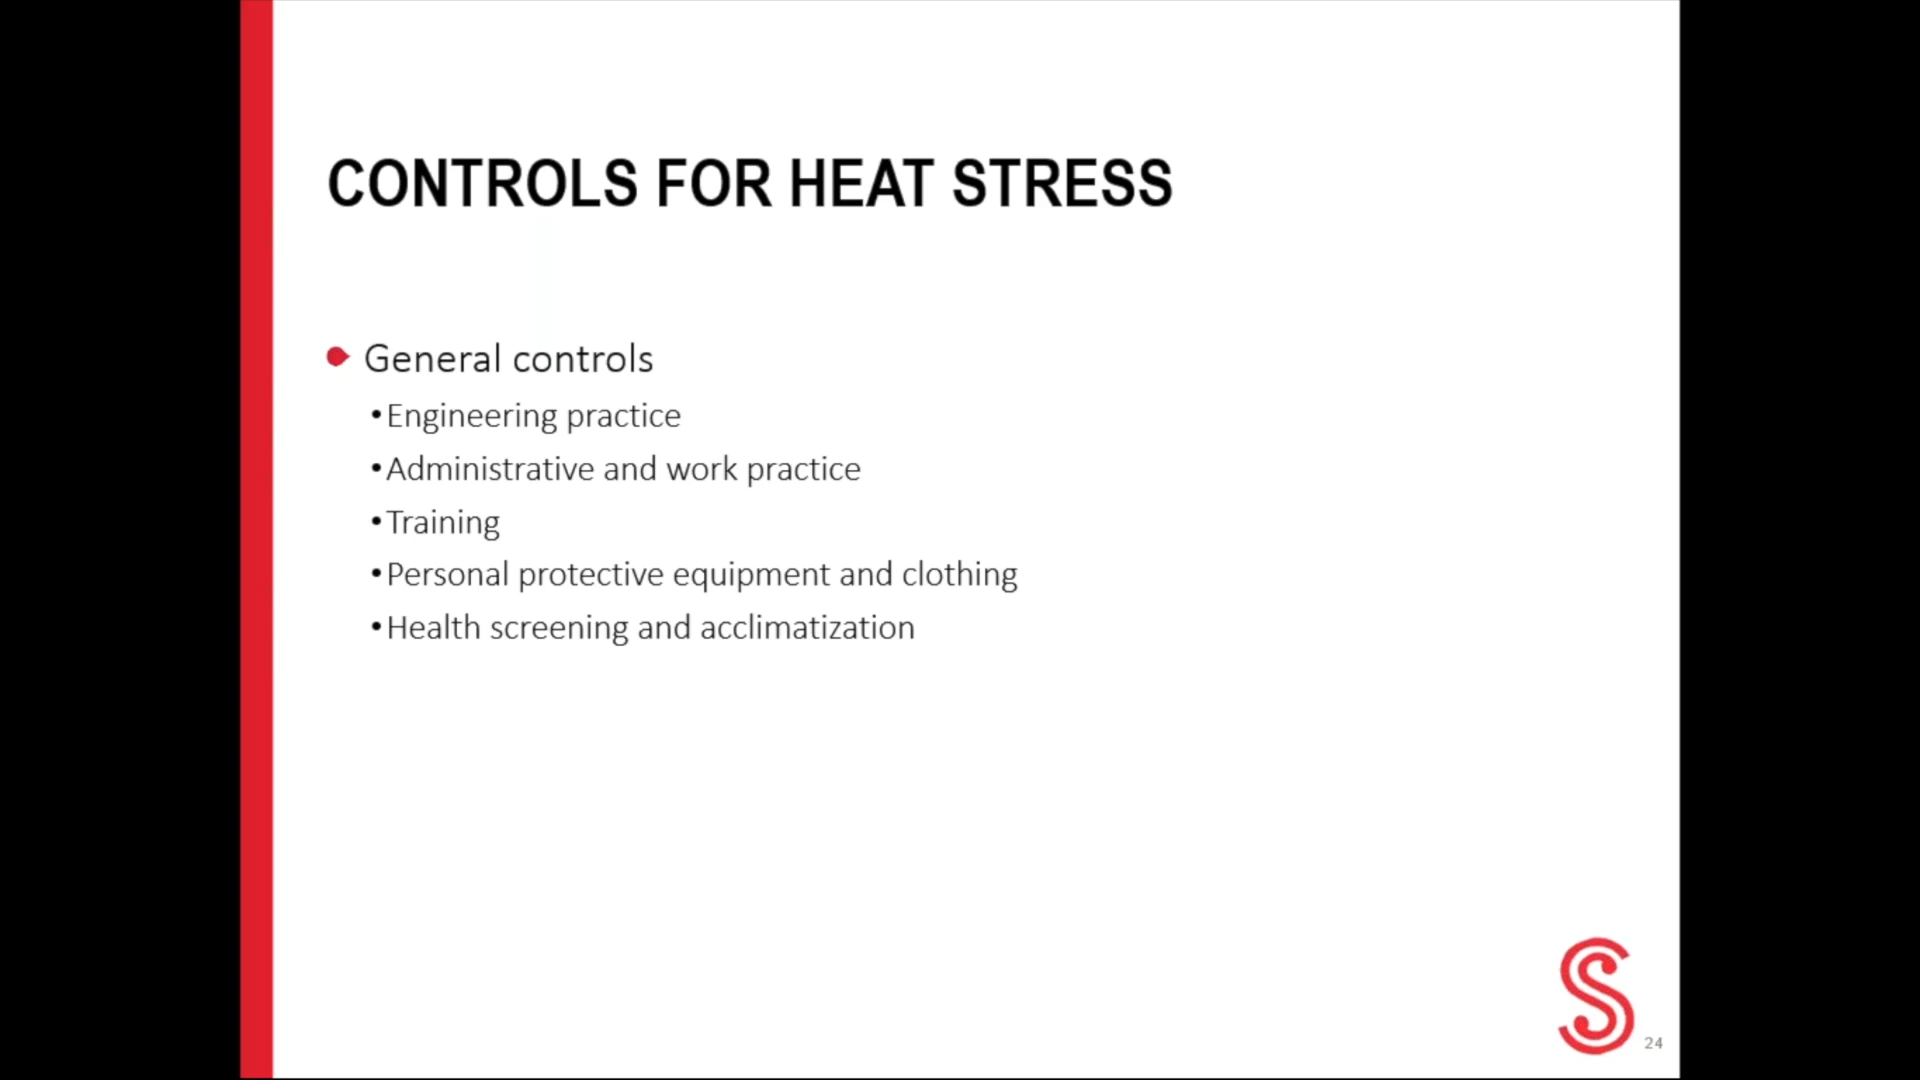 CONTROLS FOR HEAT STRESS
General controls
•Engineering practice
•Administrative and work practice
•Training
•Personal protective equipment and clothing
•Health screening and acclimatization
S
24